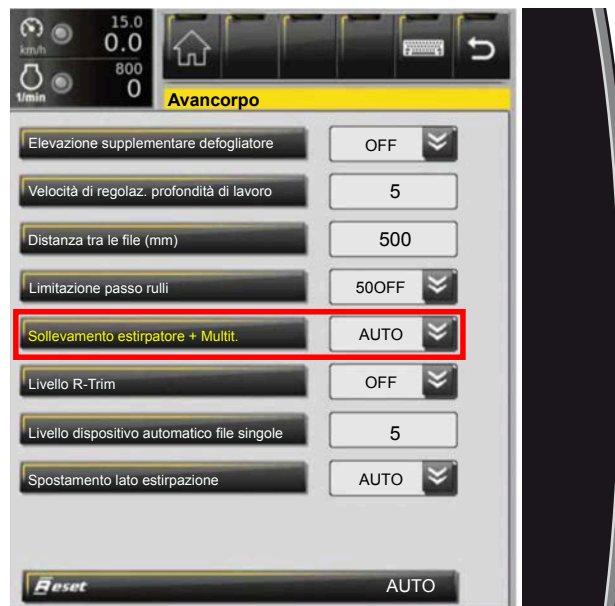 15.0
km/h 0.0
800
1/min 0
Avancorpo
Elevazione supplementare defogliatore OFF
Velocità di regolaz. profondità di lavoro 5
Distanza tra le file (mm) 500
Limitazione passo rulli 50OFF
Sollevamento estirpatore + Multit. AUTO
Livello R-Trim OFF
Livello dispositivo automatico file singole 5
Spostamento lato estirpazione AUTO
Reset AUTO